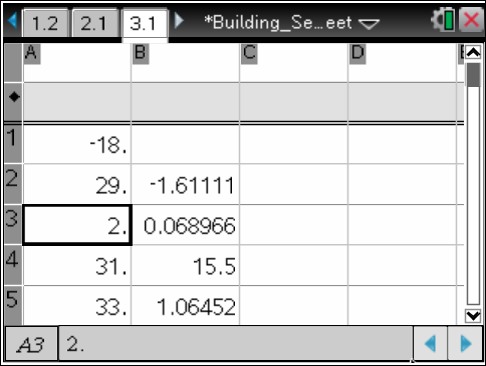 1.2 2.1 3.1 *Building_Se…eet
A B C D E
1 -18.
2 29. -1.61111
3 2. 0.068966
4 31. 15.5
5 33. 1.06452
A3 2.